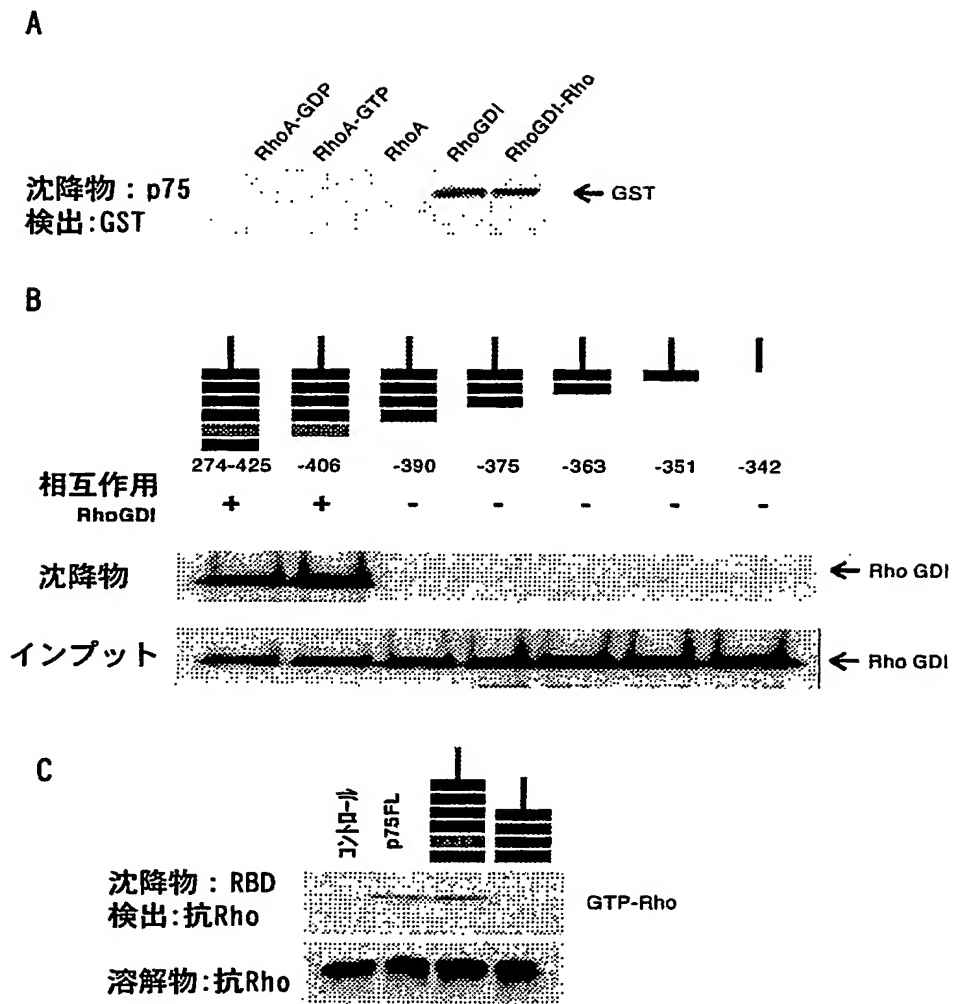 A
RhoA-GDP
RhoA-GTP
RhoA
RhoGDI
RhoGDI-Rho
沈降物：p75
検出:GST
← GST
B
274-425 -406 -390 -375 -363 -351 -342
相互作用
RhoGDI
+ + - - - - -
沈降物
← Rho GDI
インプット
← Rho GDI
C
コントロール
p75FL
沈降物：RBD
検出:抗Rho
GTP-Rho
溶解物:抗Rho